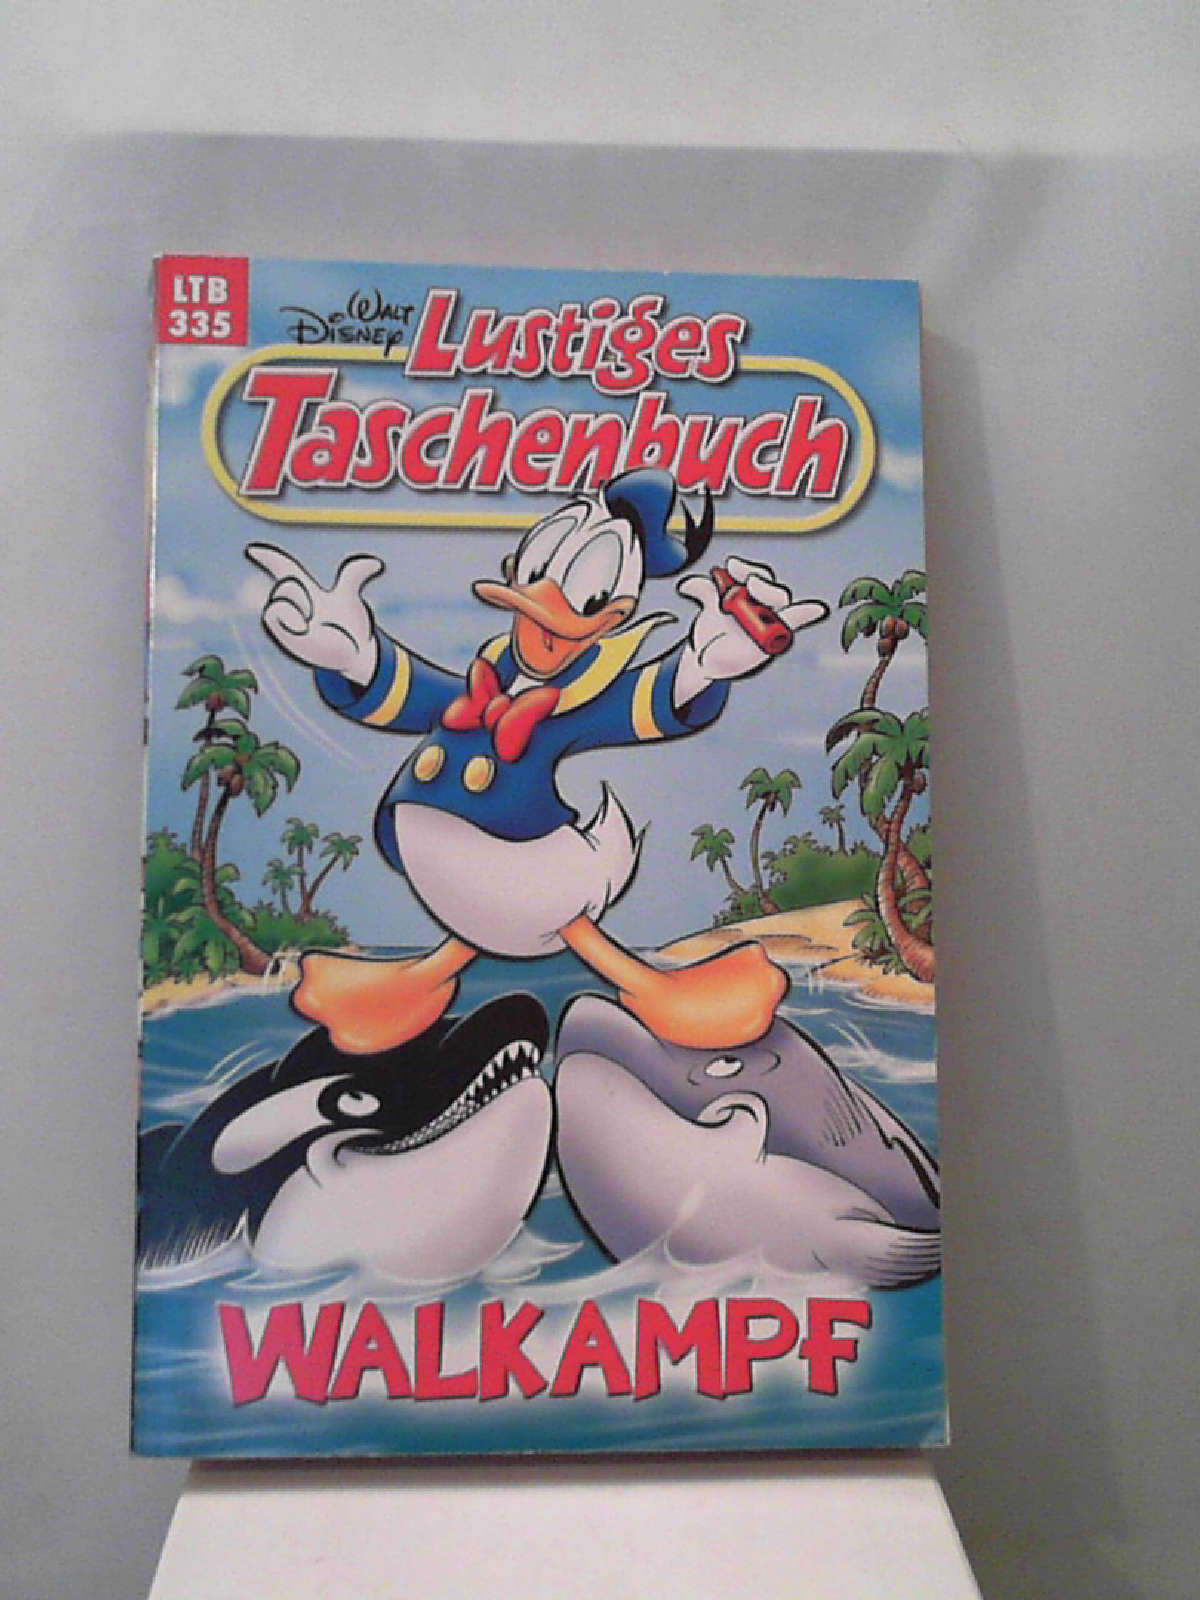 LTB
335
Walt
Disney
Lustiges
Taschenbuch
WALKAMPF